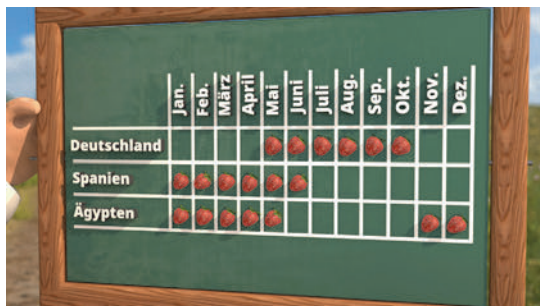 Jan. Feb. März April Mai Juni Juli Aug. Sep. Okt. Nov. Dez.
Deutschland
Spanien
Ägypten